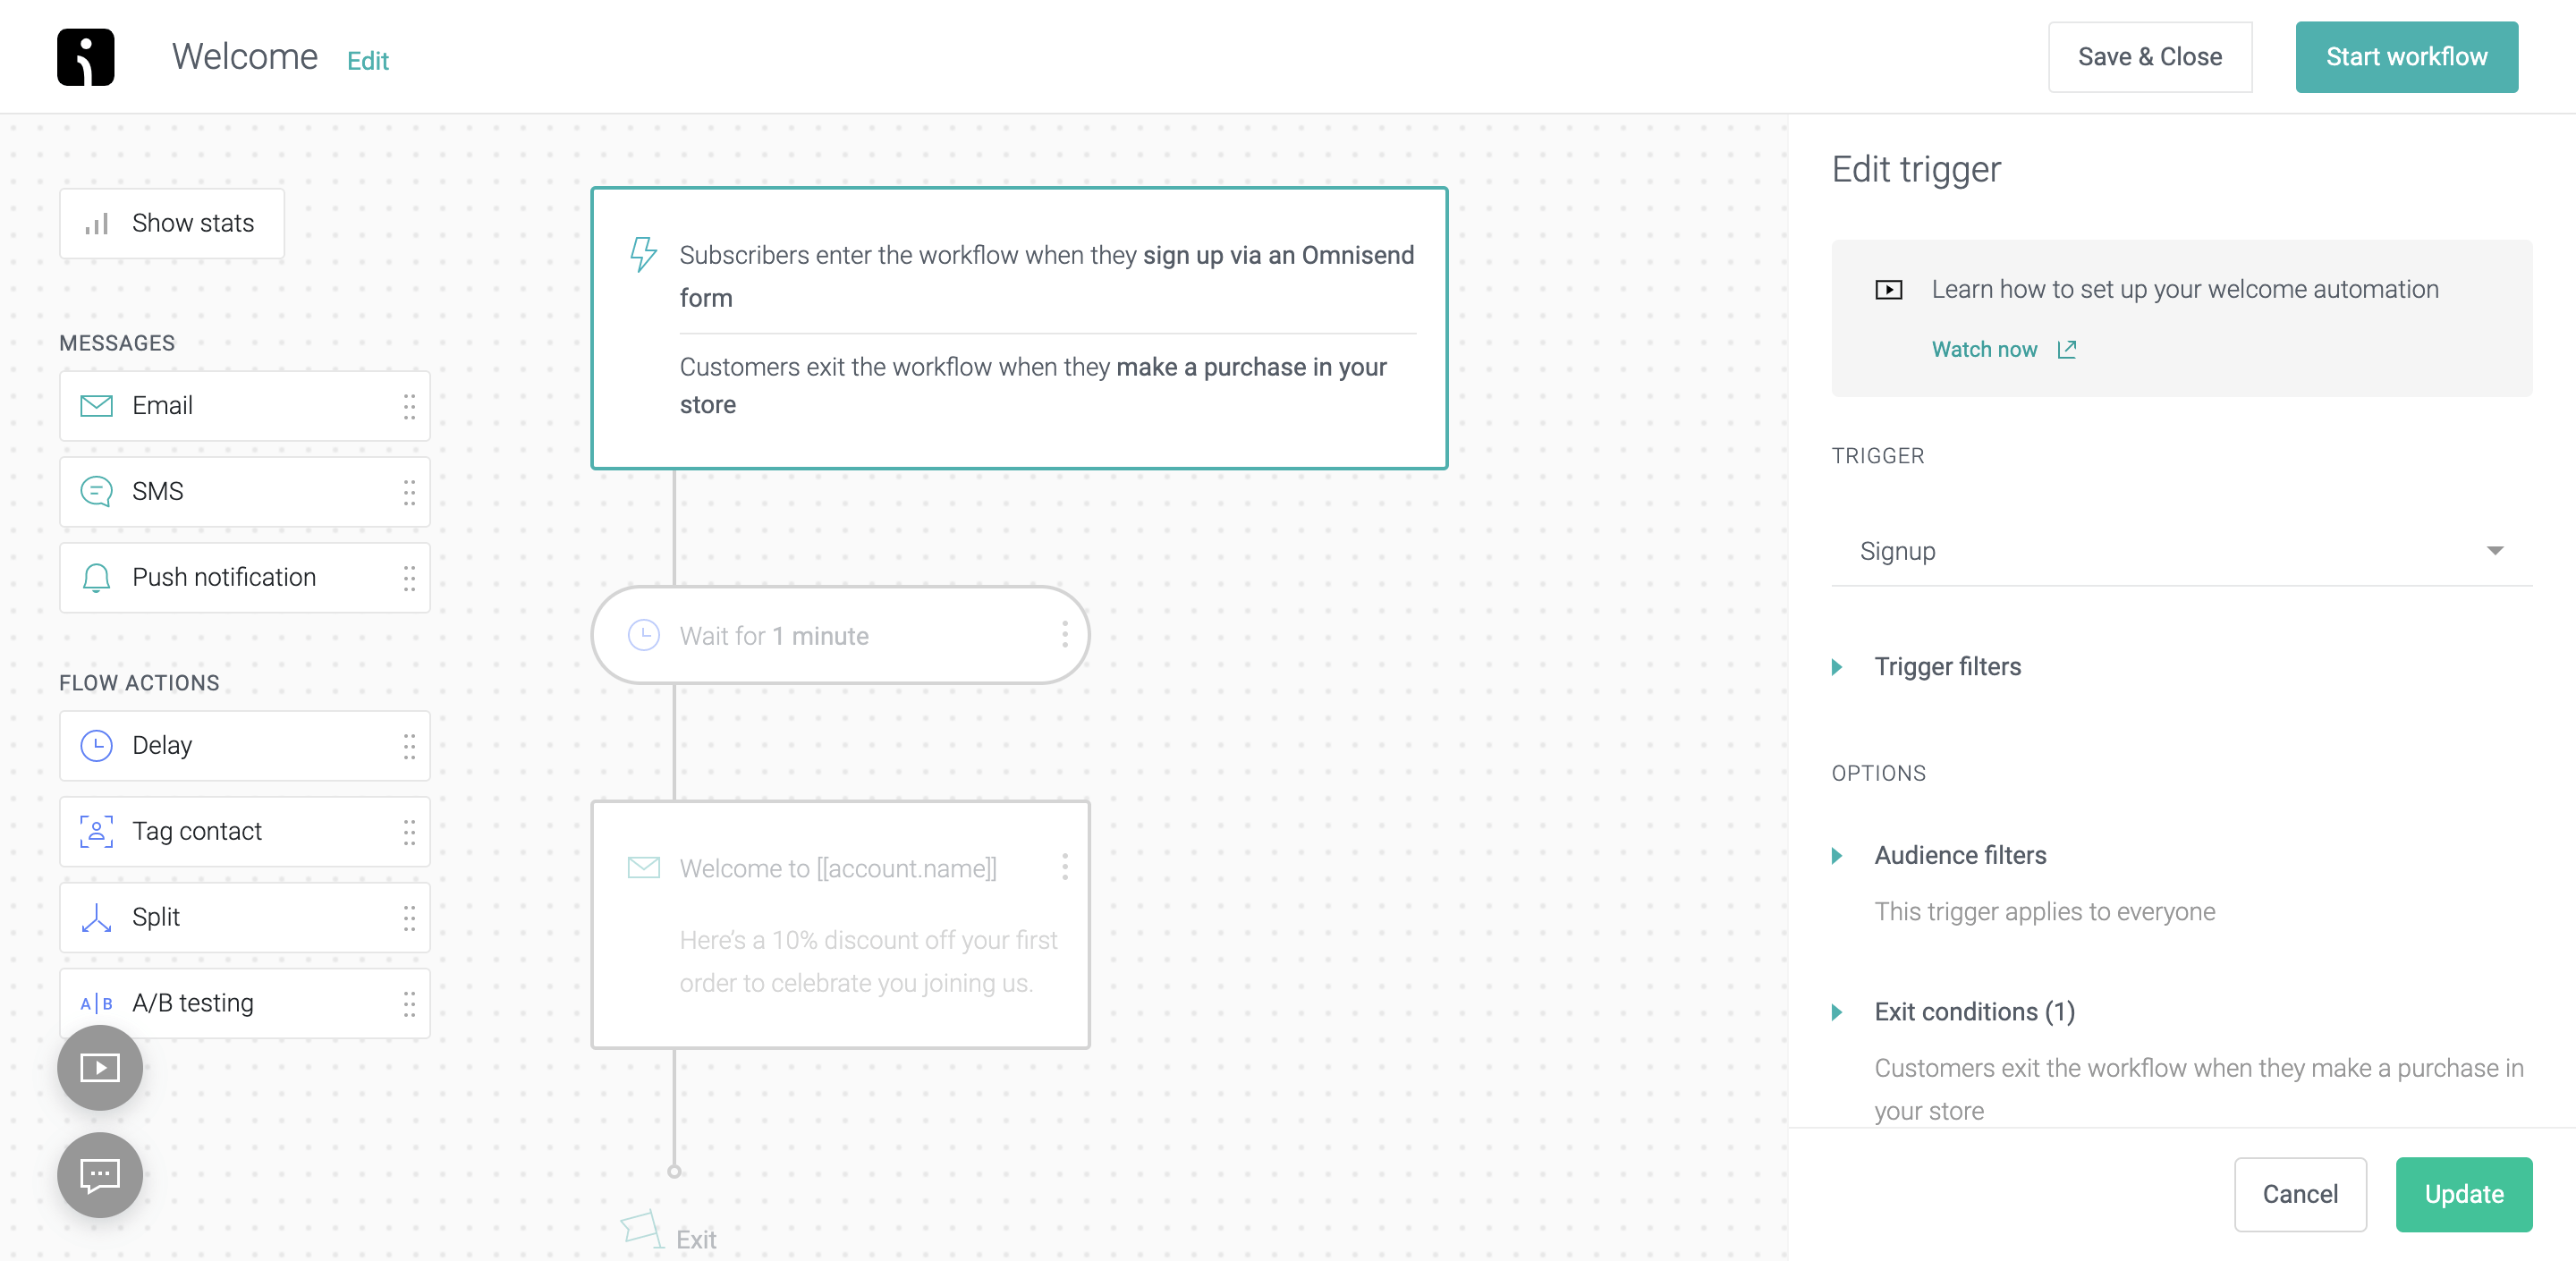 Welcome Edit
Save & Close
Start workflow
Show stats
MESSAGES
Email
SMS
Push notification
FLOW ACTIONS
Delay
Tag contact
Split
A|B A/B testing
Subscribers enter the workflow when they sign up via an Omnisend
form
Customers exit the workflow when they make a purchase in your
store
Wait for 1 minute
Welcome to [[account.name]]
Here's a 10% discount off your first
order to celebrate you joining us.
Exit
Edit trigger
Learn how to set up your welcome automation
Watch now
TRIGGER
Signup
Trigger filters
OPTIONS
Audience filters
This trigger applies to everyone
Exit conditions (1)
Customers exit the workflow when they make a purchase in
your store
Cancel
Update